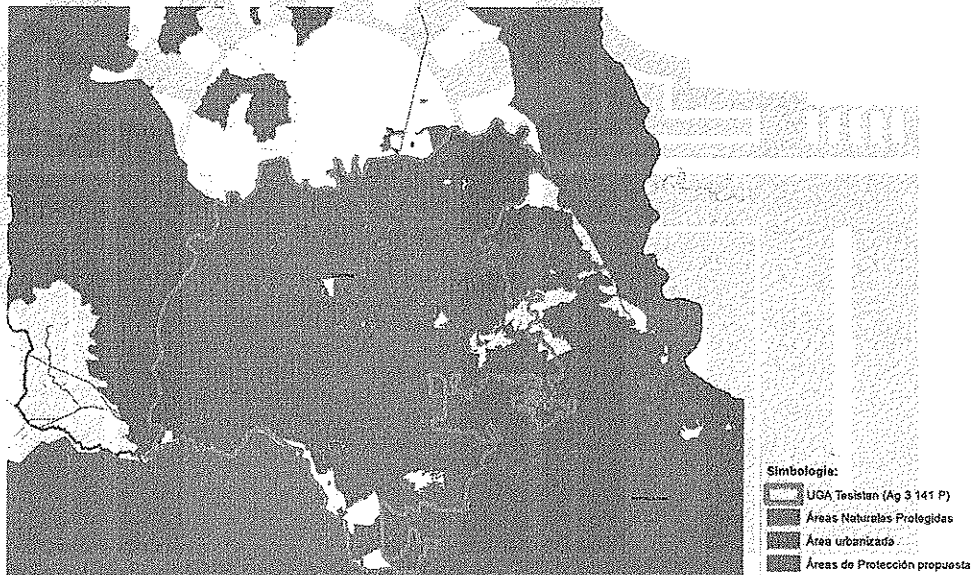 Simbología:
UGA Tesistan (Ag 3 141 P)
Áreas Naturales Protegidas
Área urbanizada
Áreas de Protección propuesta